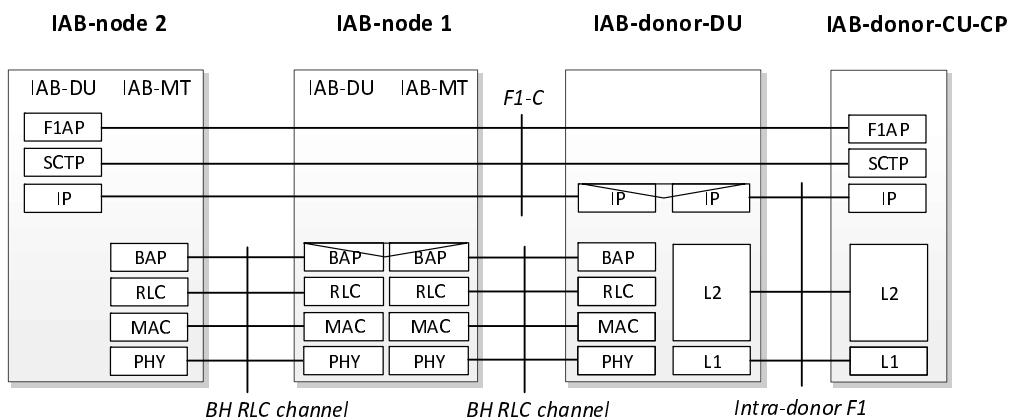 IAB-node 2 IAB-node 1 IAB-donor-DU IAB-donor-CU-CP
IAB-DU IAB-MT IAB-DU IAB-MT
F1-C
F1AP F1AP
SCTP SCTP
IP IP IP IP
BAP BAP BAP BAP
RLC RLC RLC RLC L2 L2
MAC MAC MAC MAC
PHY PHY PHY PHY L1 L1
BH RLC channel BH RLC channel Intra-donor F1